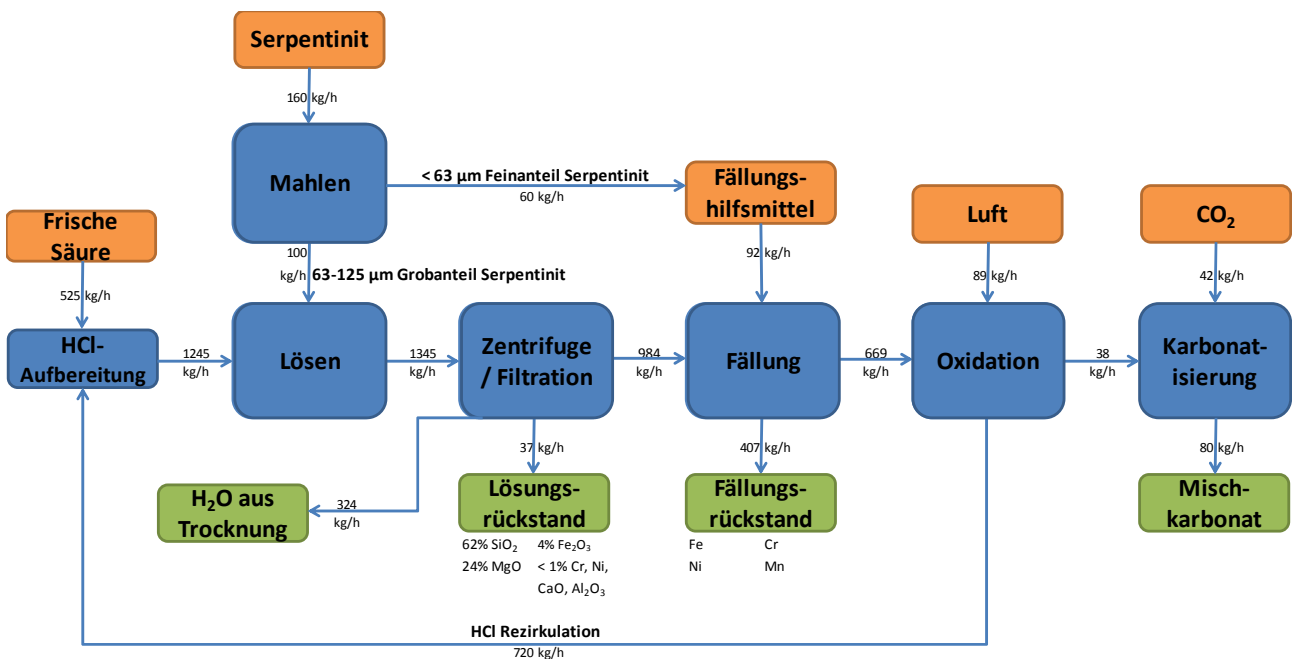 Serpentinit
160 kg/h
Mahlen
< 63 µm Feinanteil Serpentinit
60 kg/h
Fällungs-
hilfsmittel
Luft
CO₂
Frische
Säure
100
kg/h
63-125 µm Grobanteil Serpentinit
92 kg/h
89 kg/h
42 kg/h
525 kg/h
HCl-
Aufbereitung
1245
kg/h
Lösen
1345
kg/h
Zentrifuge
/ Filtration
984
kg/h
Fällung
669
kg/h
Oxidation
38
kg/h
Karbonat-
isierung
37 kg/h
407 kg/h
80 kg/h
H₂O aus
Trocknung
324
kg/h
Lösungs-
rückstand
Fällungs-
rückstand
Misch-
karbonat
62% SiO₂ 4% Fe₂O₃
24% MgO < 1% Cr, Ni,
CaO, Al₂O₃
Fe Cr
Ni Mn
HCl Rezirkulation
720 kg/h